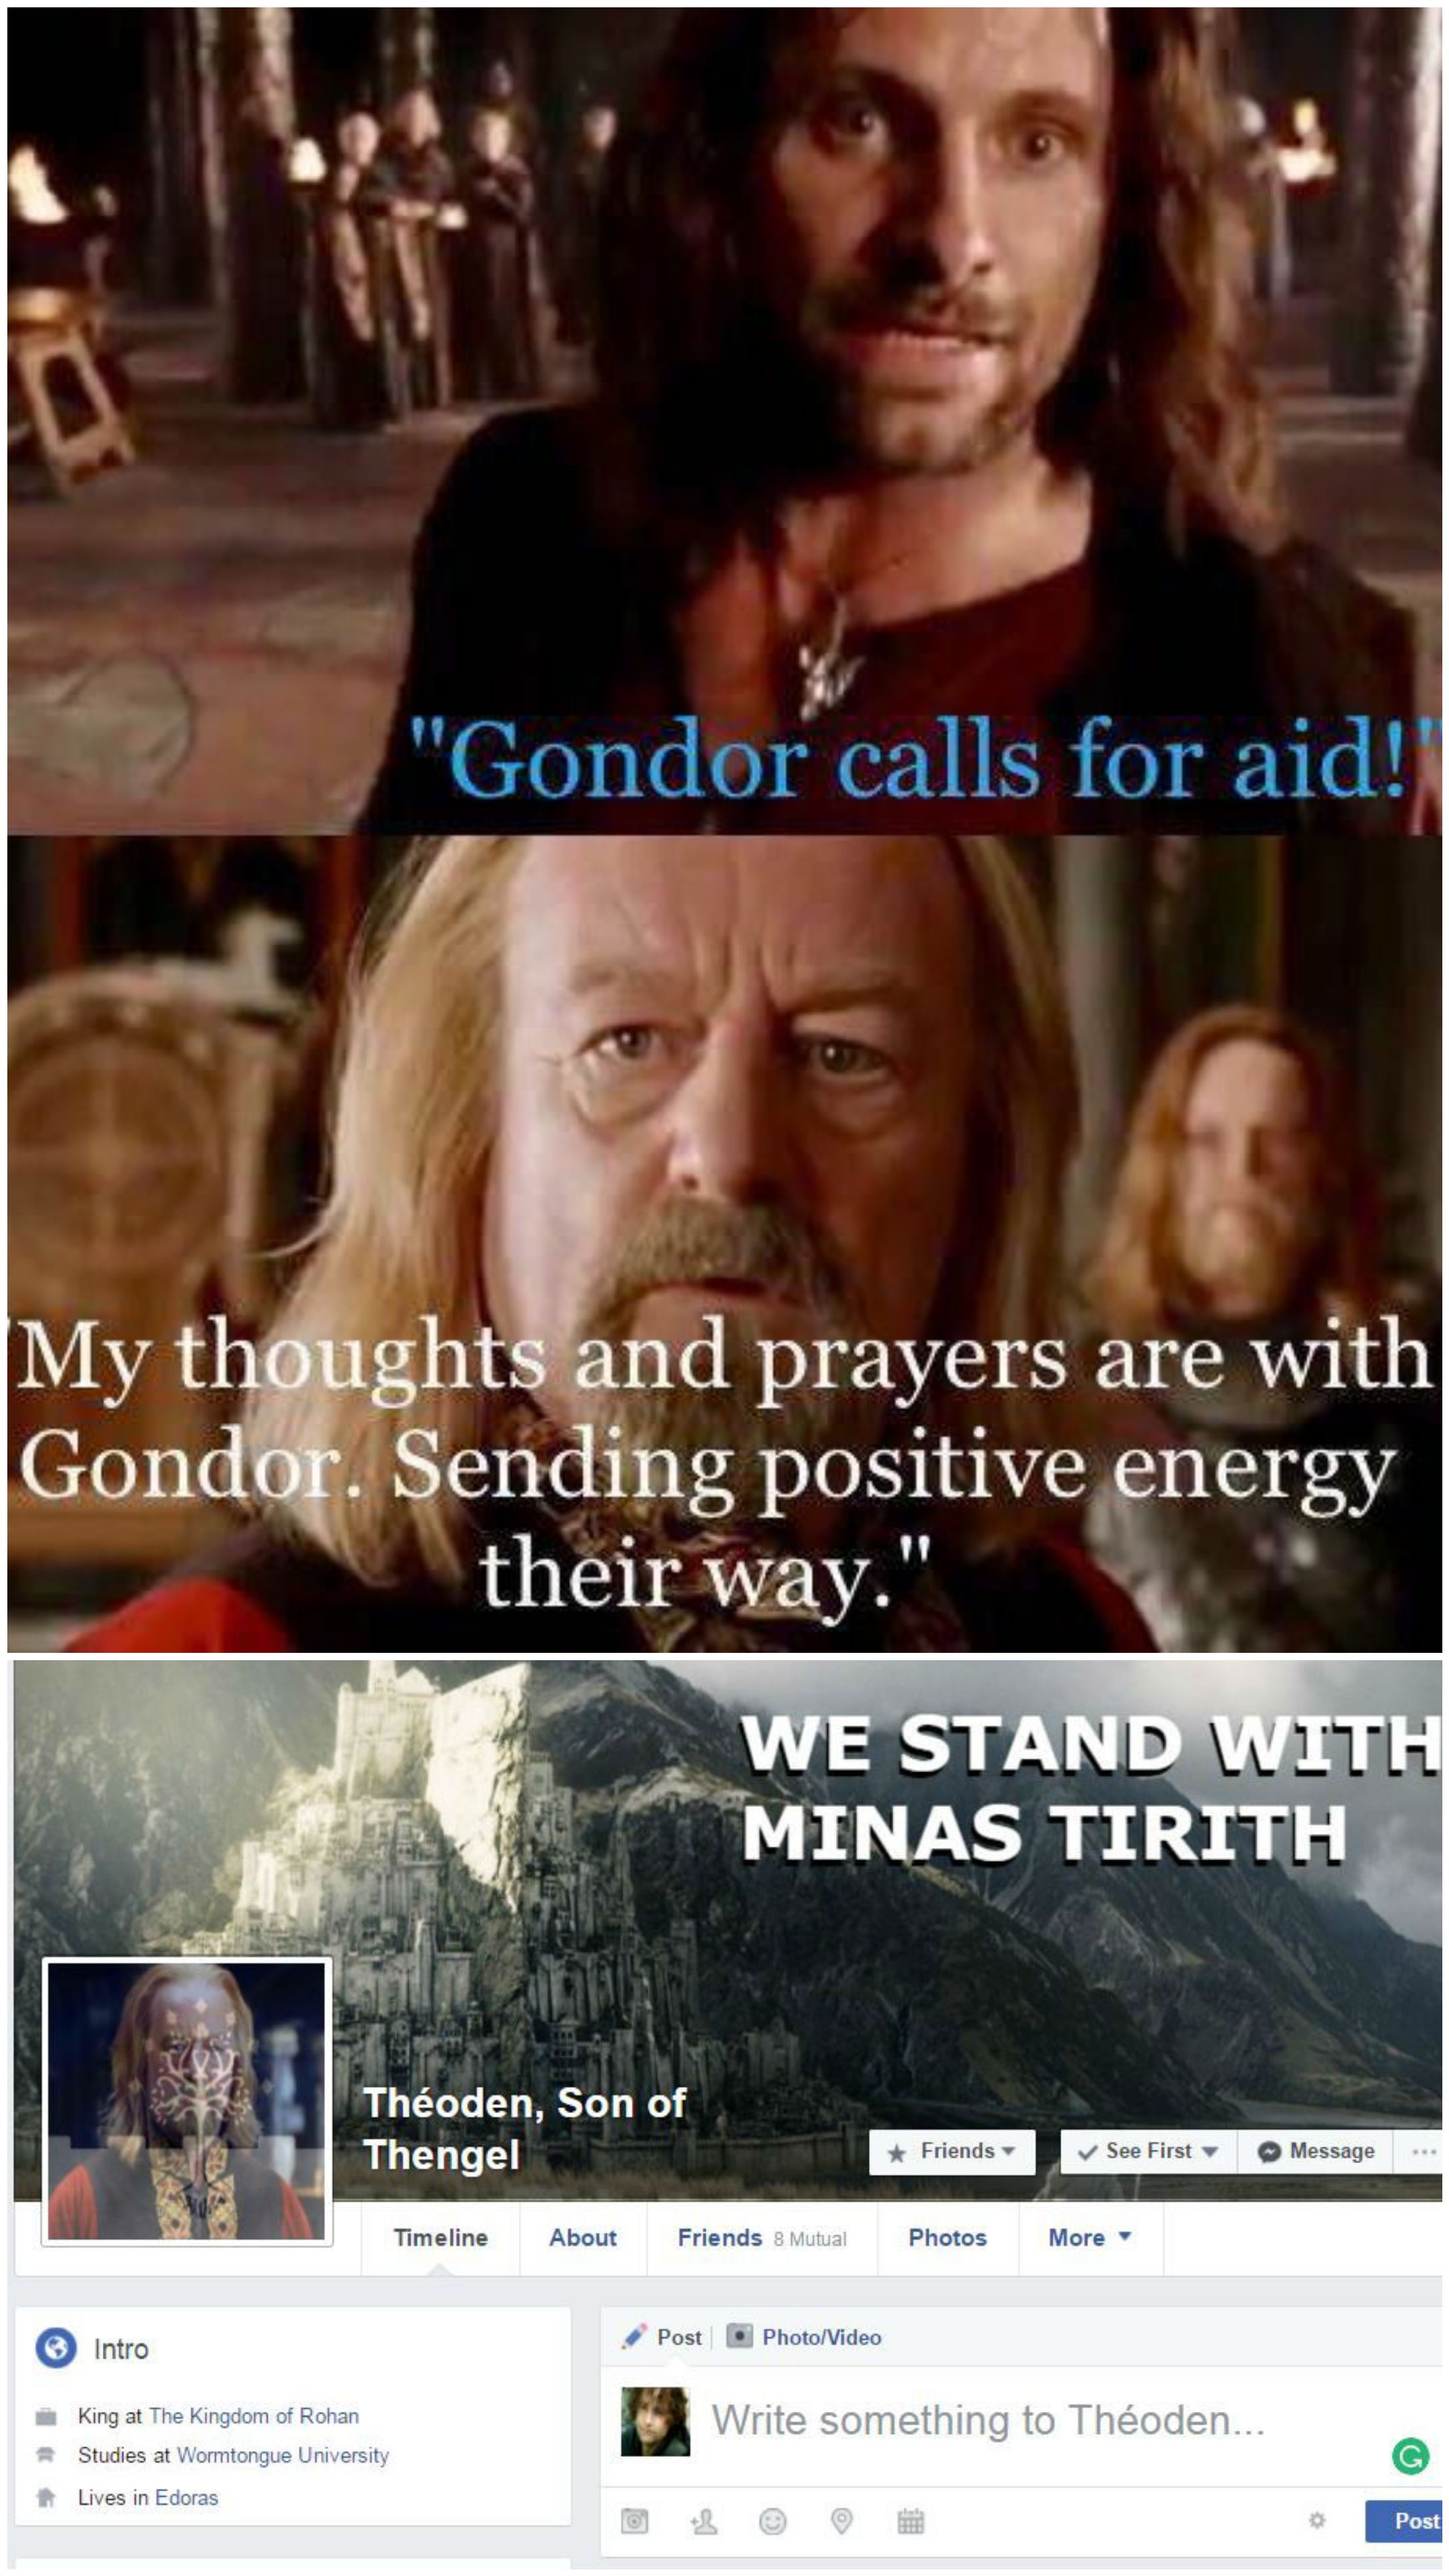 "Gondor calls for aid!"
"My thoughts and prayers are with
Gondor. Sending positive energy
their way."
WE STAND WITH
MINAS TIRITH
Théoden, Son of
Thengel
Friends
See First
Message
Timeline
About
Friends 8 Mutual
Photos
More
Intro
King at The Kingdom of Rohan
Studies at Wormtongue University
Lives in Edoras
Post
Photo/Video
Write something to Théoden...
Post